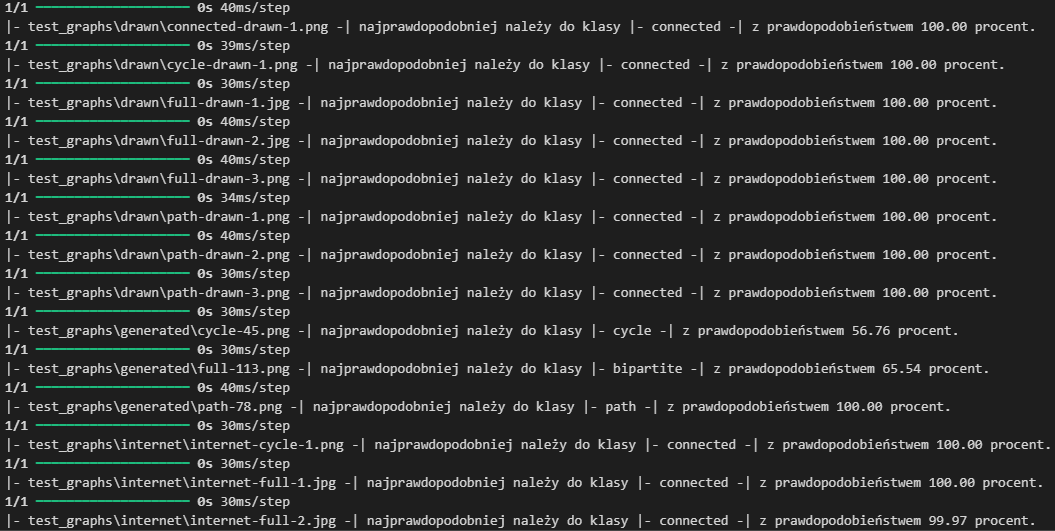 1/1 ━━━━━━━━━━━━━━━━━━━━ 0s 40ms/step
|- test_graphs\drawn\connected-drawn-1.png -| najprawdopodobniej należy do klasy |- connected -| z prawdopodobieństwem 100.00 procent.
1/1 ━━━━━━━━━━━━━━━━━━━━ 0s 39ms/step
|- test_graphs\drawn\cycle-drawn-1.png -| najprawdopodobniej należy do klasy |- connected -| z prawdopodobieństwem 100.00 procent.
1/1 ━━━━━━━━━━━━━━━━━━━━ 0s 30ms/step
|- test_graphs\drawn\full-drawn-1.jpg -| najprawdopodobniej należy do klasy |- connected -| z prawdopodobieństwem 100.00 procent.
1/1 ━━━━━━━━━━━━━━━━━━━━ 0s 40ms/step
|- test_graphs\drawn\full-drawn-2.jpg -| najprawdopodobniej należy do klasy |- connected -| z prawdopodobieństwem 100.00 procent.
1/1 ━━━━━━━━━━━━━━━━━━━━ 0s 40ms/step
|- test_graphs\drawn\full-drawn-3.png -| najprawdopodobniej należy do klasy |- connected -| z prawdopodobieństwem 100.00 procent.
1/1 ━━━━━━━━━━━━━━━━━━━━ 0s 34ms/step
|- test_graphs\drawn\path-drawn-1.png -| najprawdopodobniej należy do klasy |- connected -| z prawdopodobieństwem 100.00 procent.
1/1 ━━━━━━━━━━━━━━━━━━━━ 0s 40ms/step
|- test_graphs\drawn\path-drawn-2.png -| najprawdopodobniej należy do klasy |- connected -| z prawdopodobieństwem 100.00 procent.
1/1 ━━━━━━━━━━━━━━━━━━━━ 0s 30ms/step
|- test_graphs\drawn\path-drawn-3.png -| najprawdopodobniej należy do klasy |- connected -| z prawdopodobieństwem 100.00 procent.
1/1 ━━━━━━━━━━━━━━━━━━━━ 0s 30ms/step
|- test_graphs\generated\cycle-45.png -| najprawdopodobniej należy do klasy |- cycle -| z prawdopodobieństwem 56.76 procent.
1/1 ━━━━━━━━━━━━━━━━━━━━ 0s 30ms/step
|- test_graphs\generated\full-113.png -| najprawdopodobniej należy do klasy |- bipartite -| z prawdopodobieństwem 65.54 procent.
1/1 ━━━━━━━━━━━━━━━━━━━━ 0s 40ms/step
|- test_graphs\generated\path-78.png -| najprawdopodobniej należy do klasy |- path -| z prawdopodobieństwem 100.00 procent.
1/1 ━━━━━━━━━━━━━━━━━━━━ 0s 30ms/step
|- test_graphs\internet\internet-cycle-1.png -| najprawdopodobniej należy do klasy |- connected -| z prawdopodobieństwem 100.00 procent.
1/1 ━━━━━━━━━━━━━━━━━━━━ 0s 30ms/step
|- test_graphs\internet\internet-full-1.jpg -| najprawdopodobniej należy do klasy |- connected -| z prawdopodobieństwem 100.00 procent.
1/1 ━━━━━━━━━━━━━━━━━━━━ 0s 30ms/step
|- test_graphs\internet\internet-full-2.jpg -| najprawdopodobniej należy do klasy |- connected -| z prawdopodobieństwem 99.97 procent.